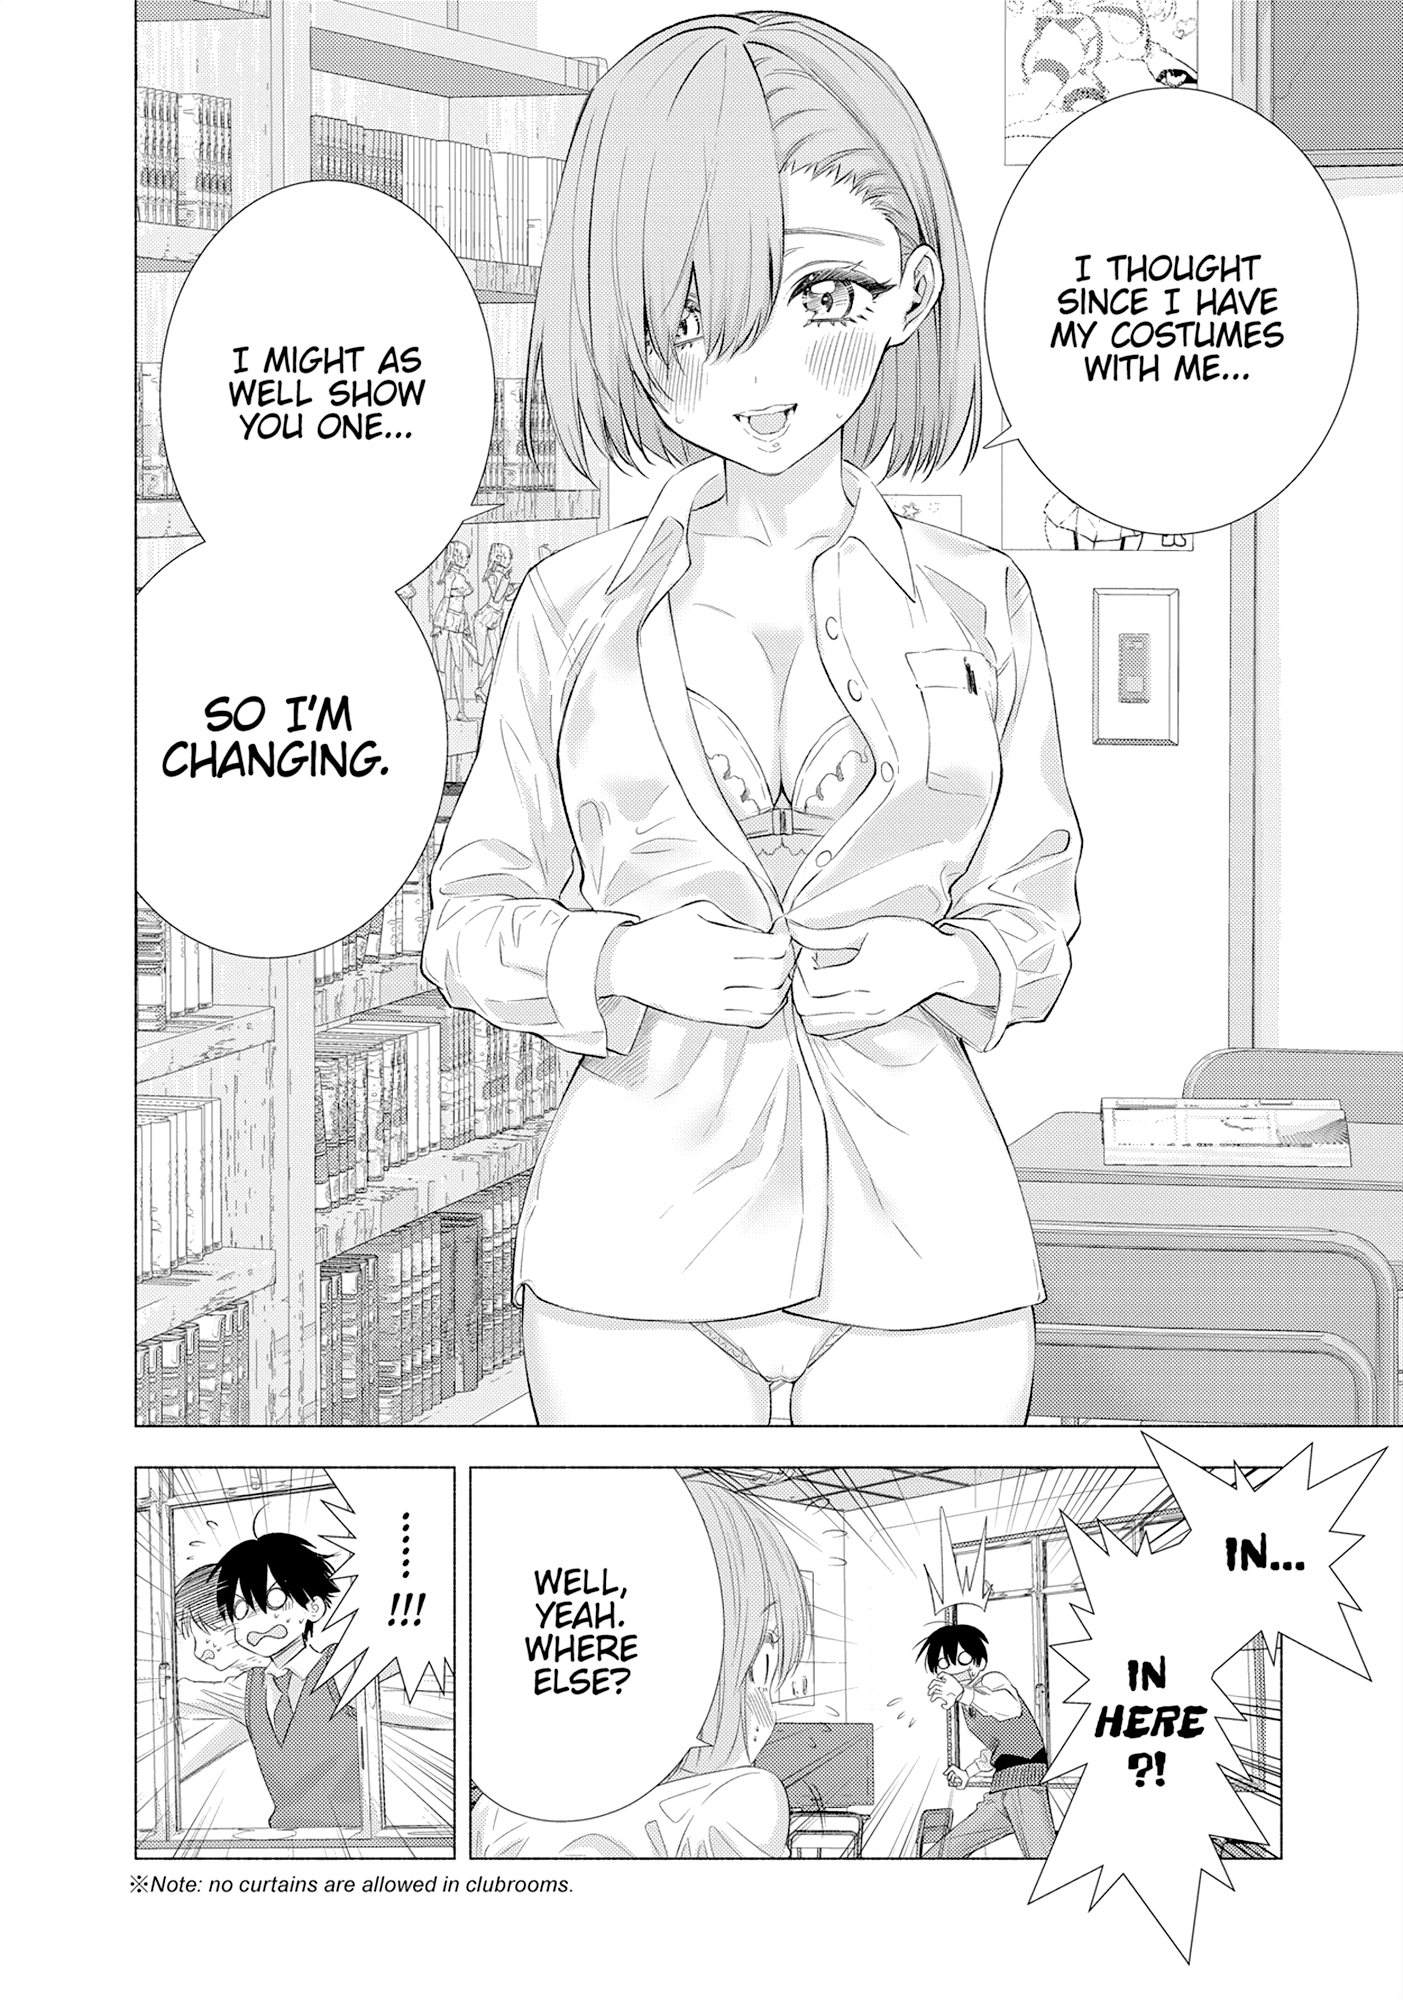 I THOUGHT
SINCE I HAVE
MY COSTUMES
WITH ME...
I MIGHT AS
WELL SHOW
YOU ONE...
SO I'M
CHANGING.
IN...
IN
HERE
?!
WELL,
YEAH.
WHERE
ELSE?
......
!!!
※Note: no curtains are allowed in clubrooms.